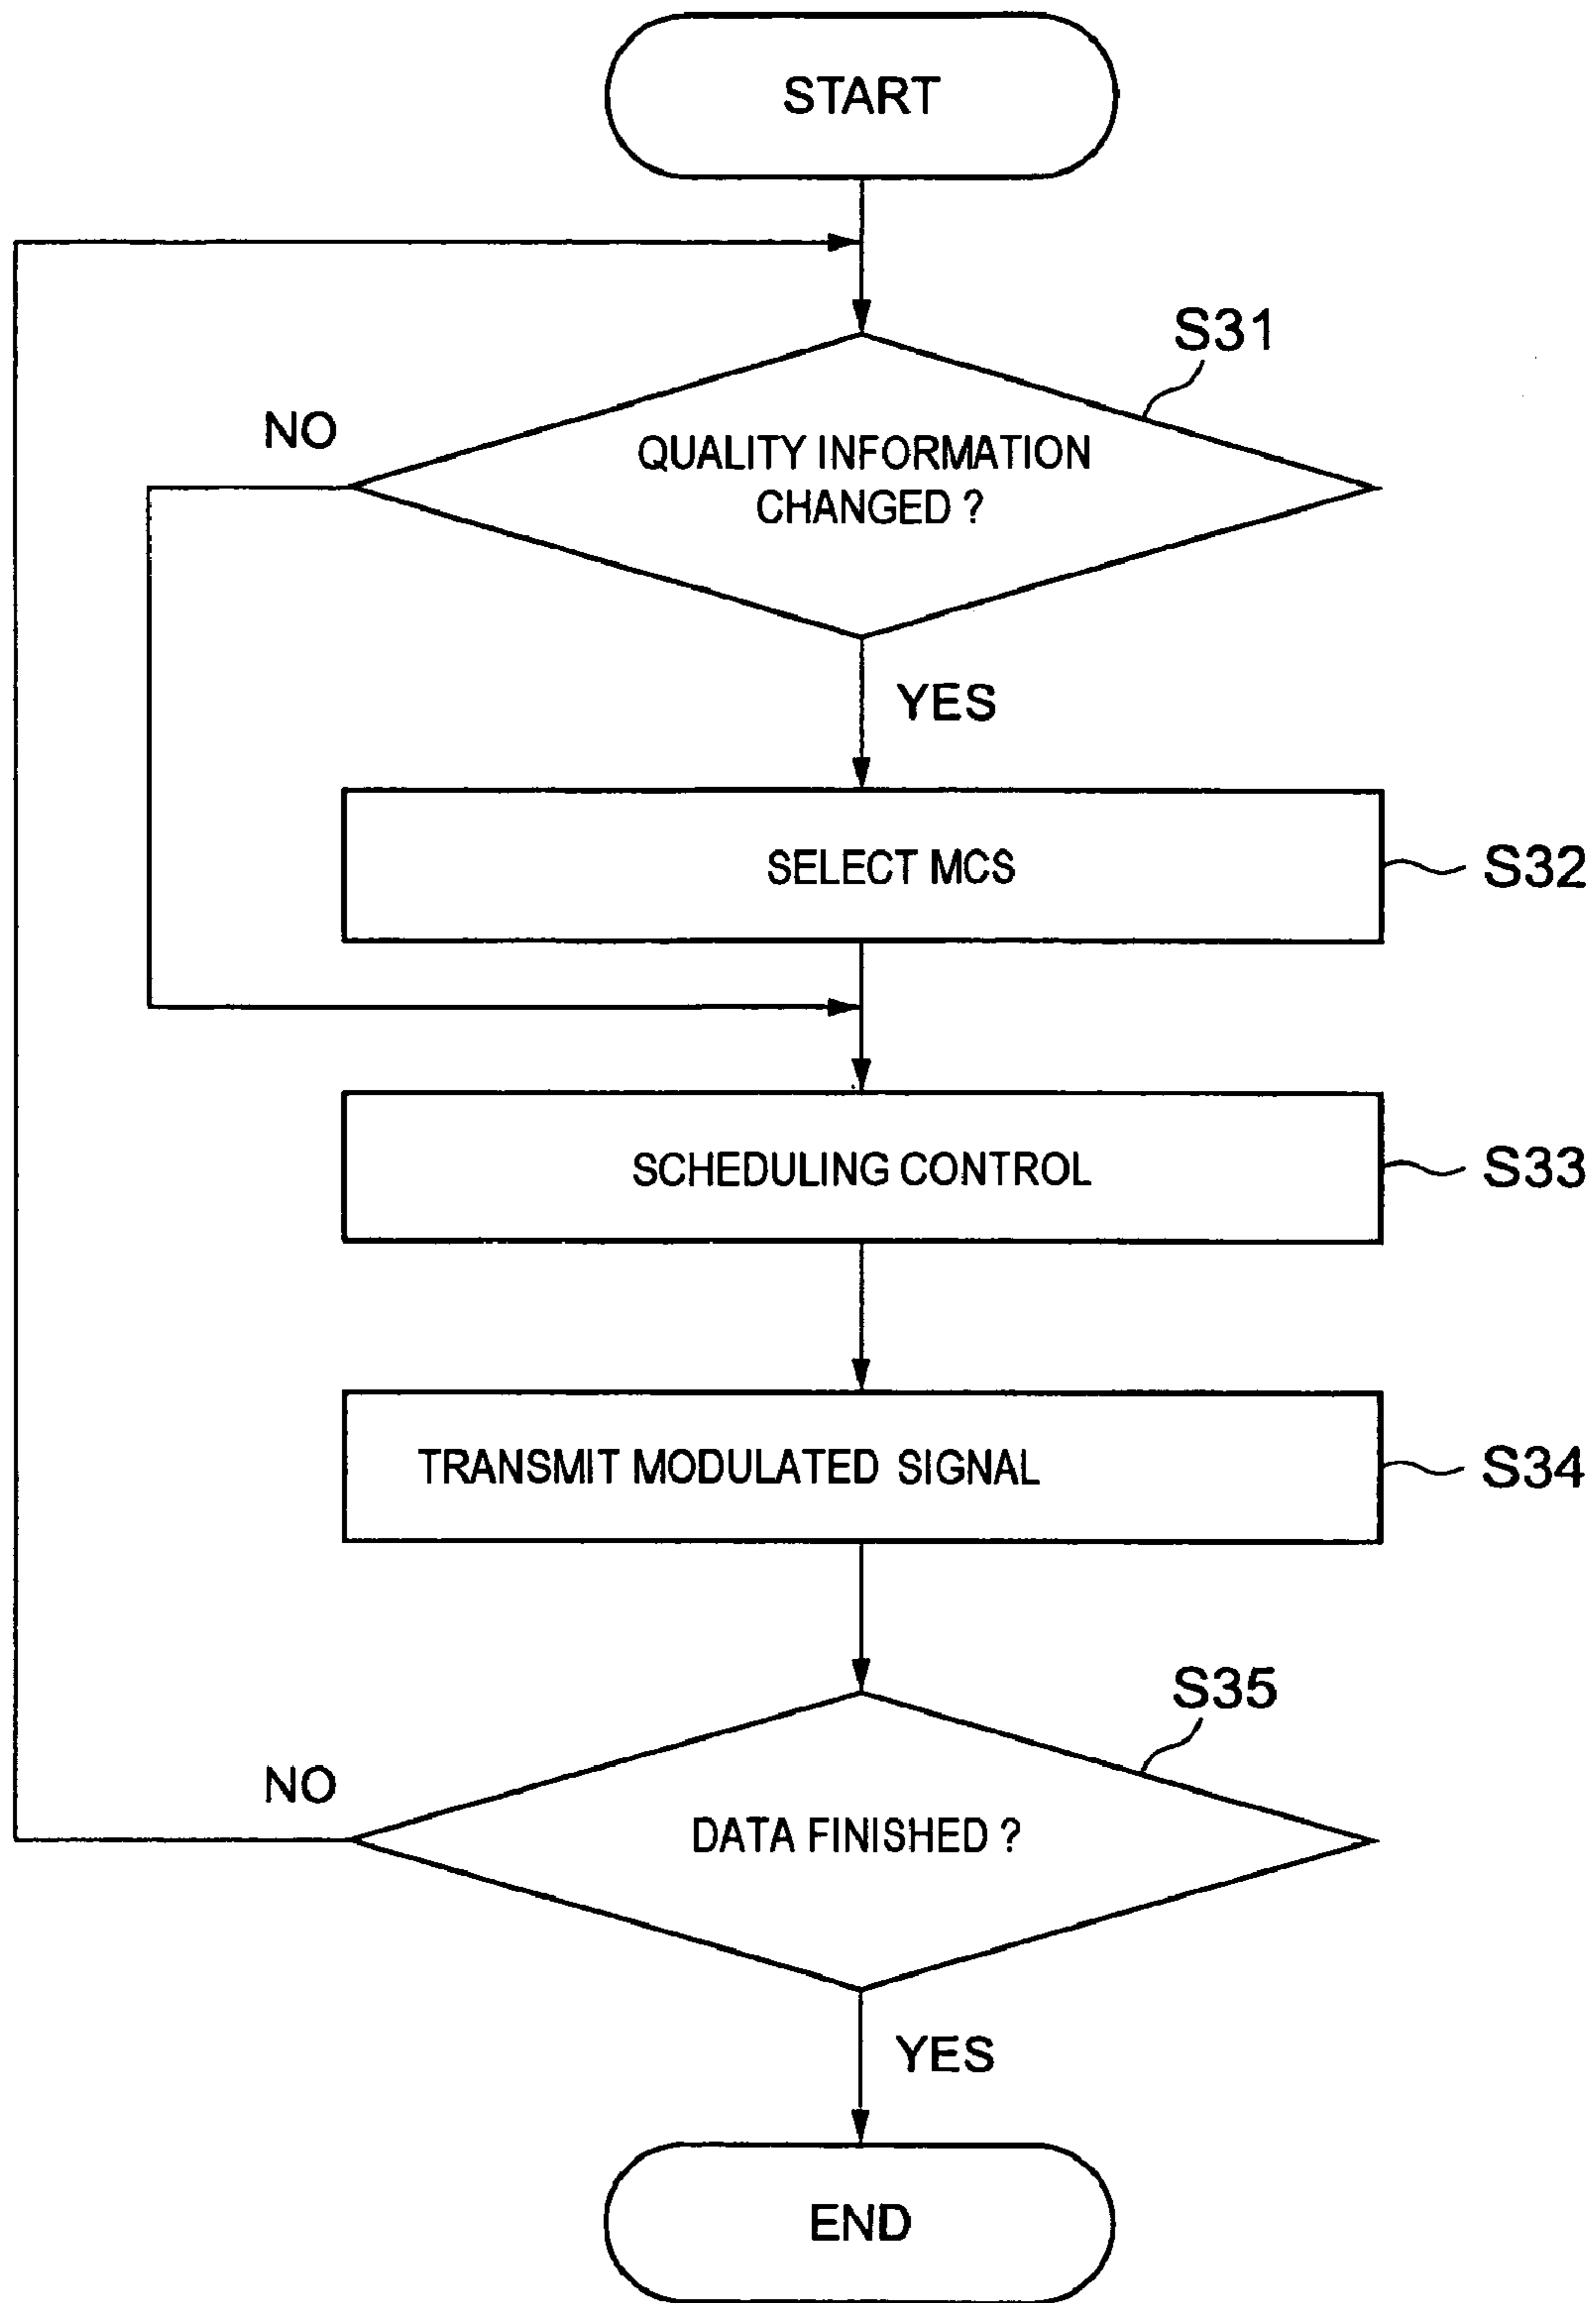 START
S31
NO
QUALITY INFORMATION
CHANGED ?
YES
SELECT MCS
S32
SCHEDULING CONTROL
S33
TRANSMIT MODULATED SIGNAL
S34
S35
NO
DATA FINISHED ?
YES
END